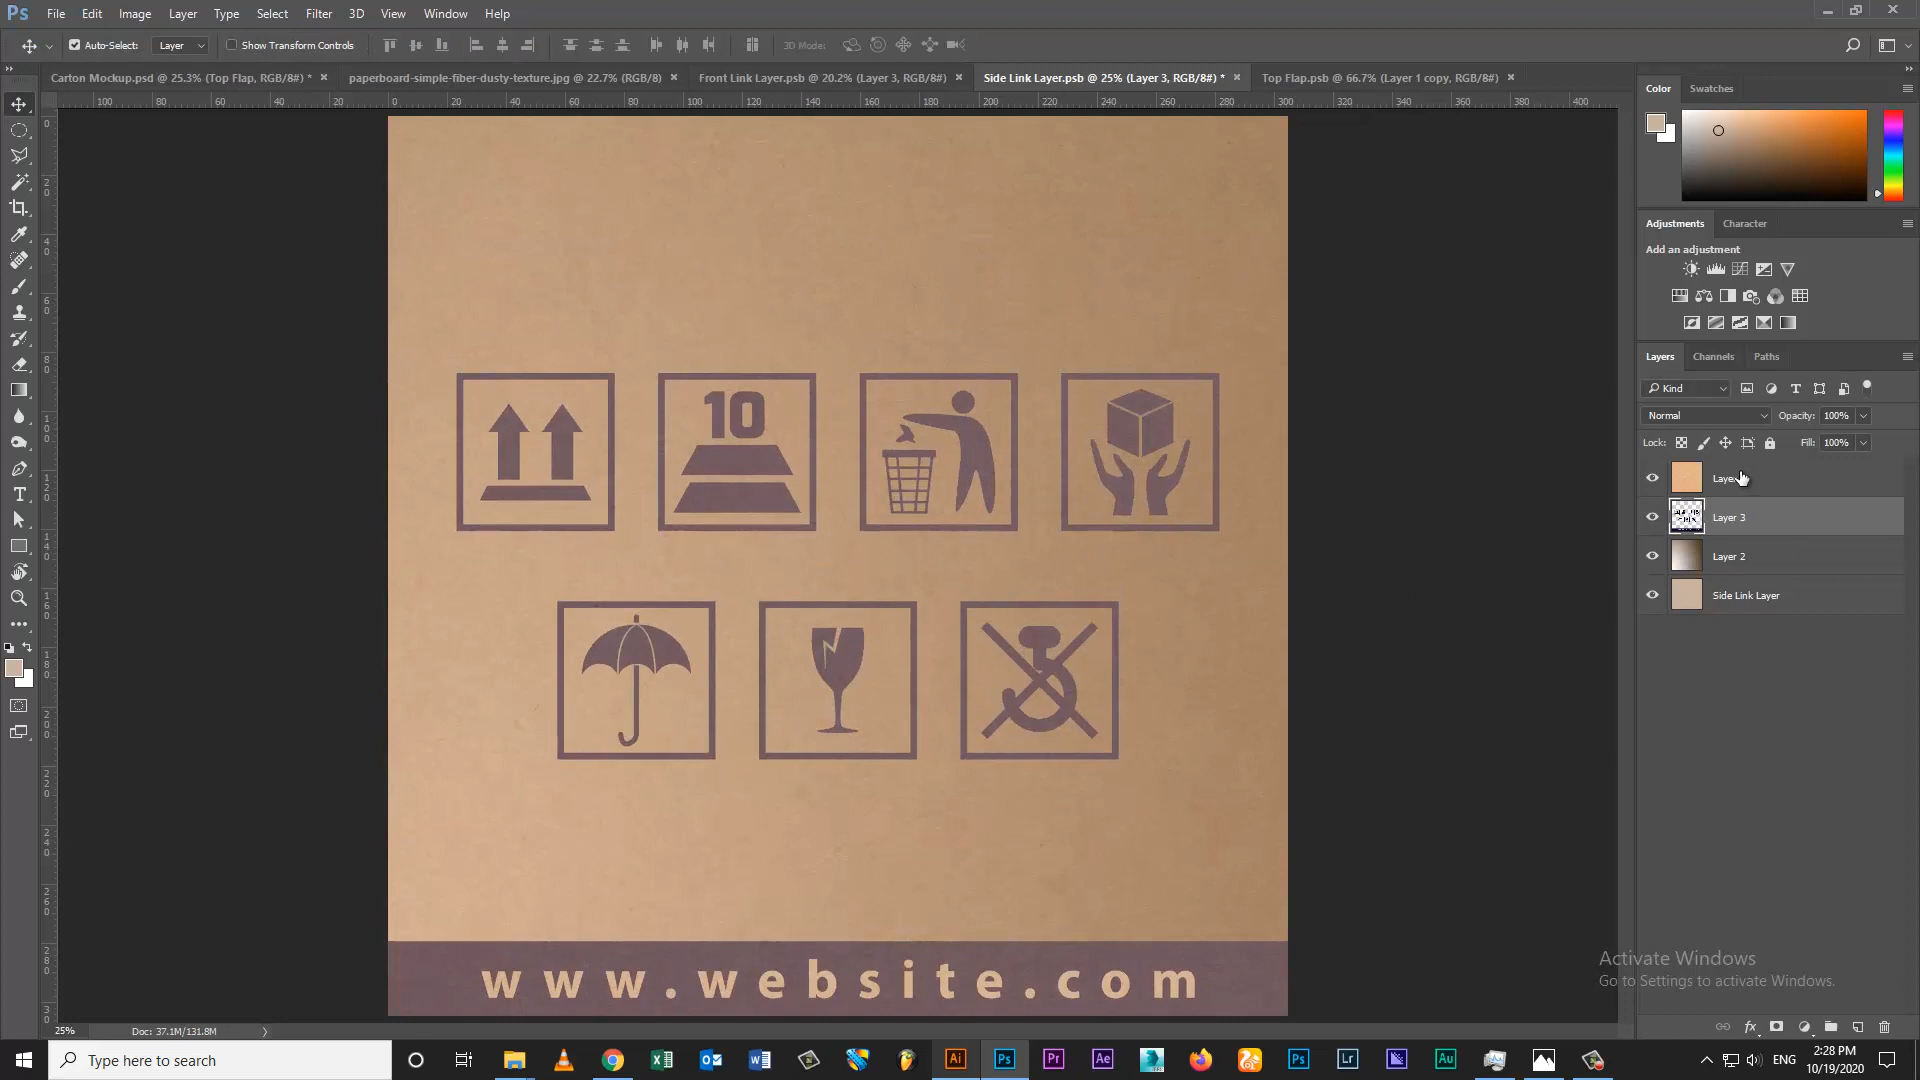 Ps File Edit Image Layer Type Select Filter 3D View Window Help
Auto-Select: Layer Show Transform Controls 3D Mode:
Carton Mockup.psd @ 25.3% (Top Flap, RGB/8#) * × paperboard-simple-fiber-dusty-texture.jpg @ 22.7% (RGB/8) × Front Link Layer.psb @ 20.2% (Layer 3, RGB/8#) × Side Link Layer.psb @ 25% (Layer 3, RGB/8#) * × Top Flap.psb @ 66.7% (Layer 1 copy, RGB/8#) ×
100 80 60 40 20 0 20 40 60 80 100 120 140 160 180 200 220 240 260 280 300 320 340 360 380 400
Color Swatches
Adjustments Character
Add an adjustment
Layers Channels Paths
Kind
Normal Opacity: 100%
Lock: Fill: 100%
Layer 3
Layer 2
Side Link Layer
10
www.website.com
Activate Windows
Go to Settings to activate Windows.
25% Doc: 37.1M/131.8M
Type here to search
Ai Ps Pr Ae Ps Lr Au
ENG
2:28 PM
10/19/2020